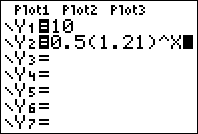 Plot1 Plot2 Plot3
\Y1=10
\Y2=0.5(1.21)^X
\Y3=
\Y4=
\Y5=
\Y6=
\Y7=